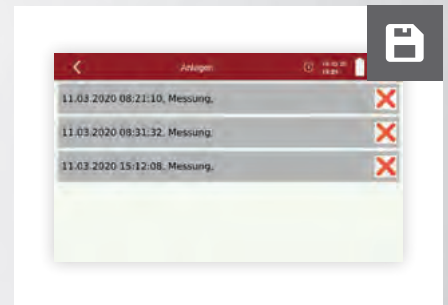 Anlagen
11.03.2020 08:21:10, Messung,
11.03.2020 08:31:32, Messung,
11.03.2020 15:12:08, Messung,